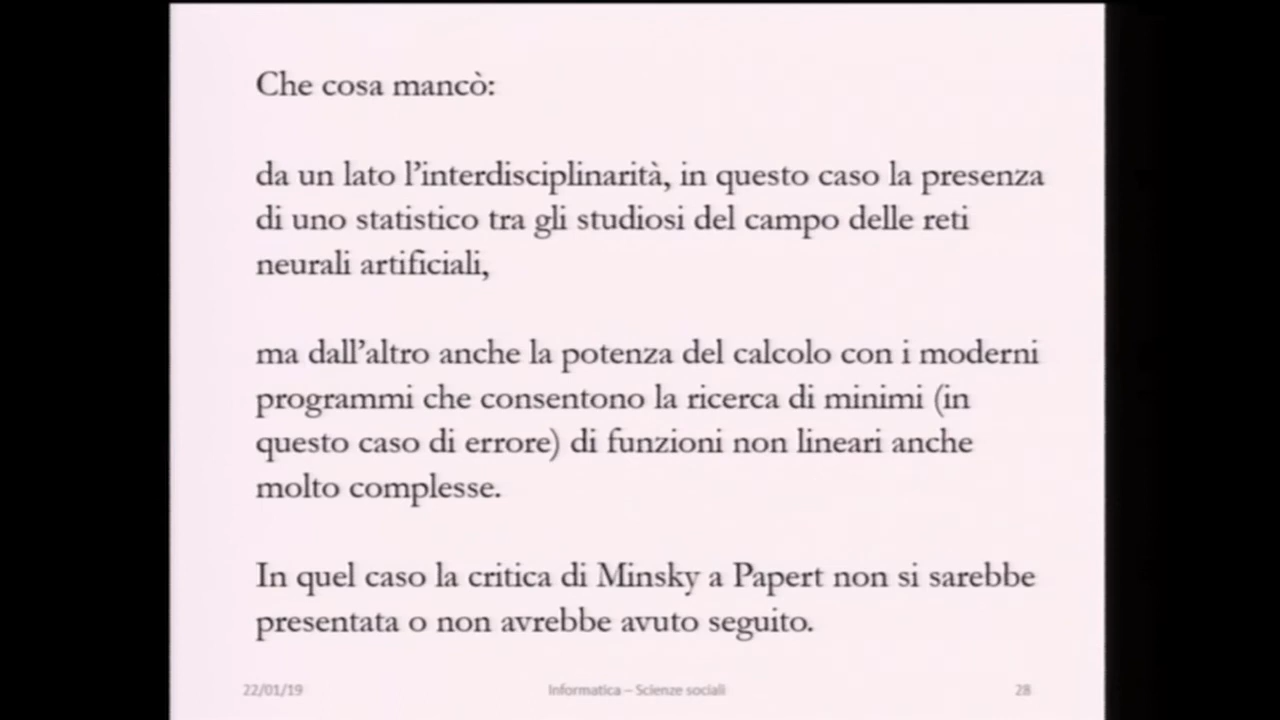 Che cosa mancò:
da un lato l’interdisciplinarità, in questo caso la presenza
di uno statistico tra gli studiosi del campo delle reti
neurali artificiali,
ma dall’altro anche la potenza del calcolo con i moderni
programmi che consentono la ricerca di minimi (in
questo caso di errore) di funzioni non lineari anche
molto complesse.
In quel caso la critica di Minsky a Papert non si sarebbe
presentata o non avrebbe avuto seguito.
22/01/19
Informatica – Scienze sociali
28